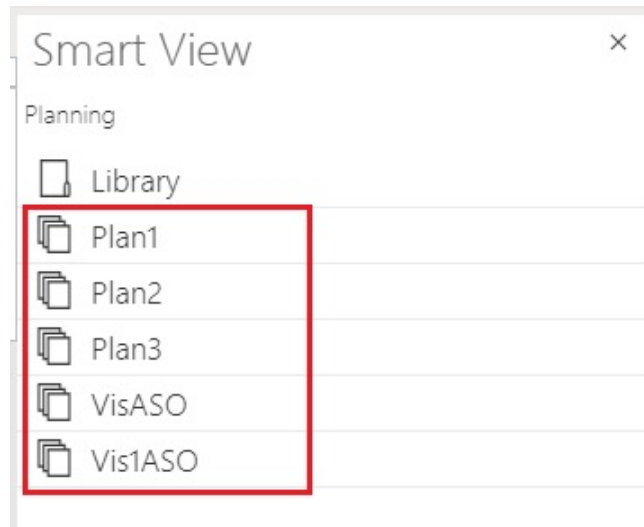 Smart View
Planning
Library
Plan1
Plan2
Plan3
VisASO
Vis1ASO